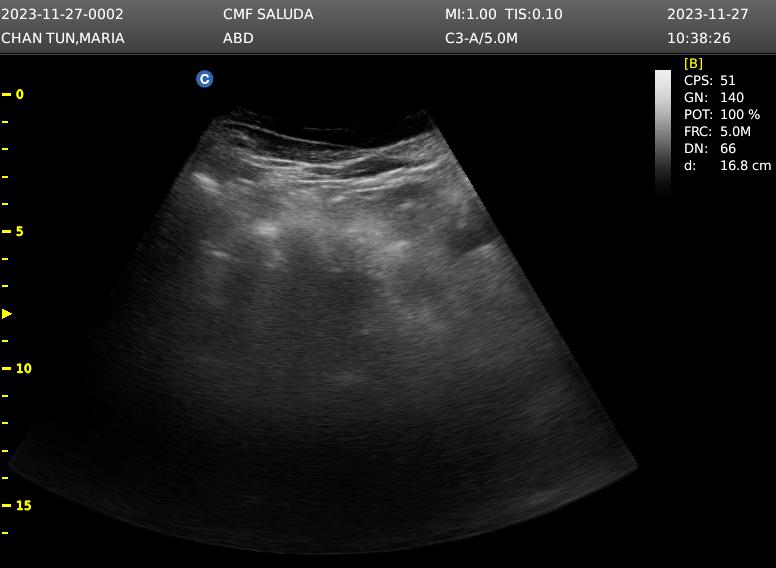 2023-11-27-0002 CMF SALUDA MI:1.00 TIS:0.10 2023-11-27
CHAN TUN,MARIA ABD C3-A/5.0M 10:38:26
C
[B]
CPS: 51
GN: 140
POT: 100 %
FRC: 5.0M
DN: 66
d: 16.8 cm
0
5
10
15